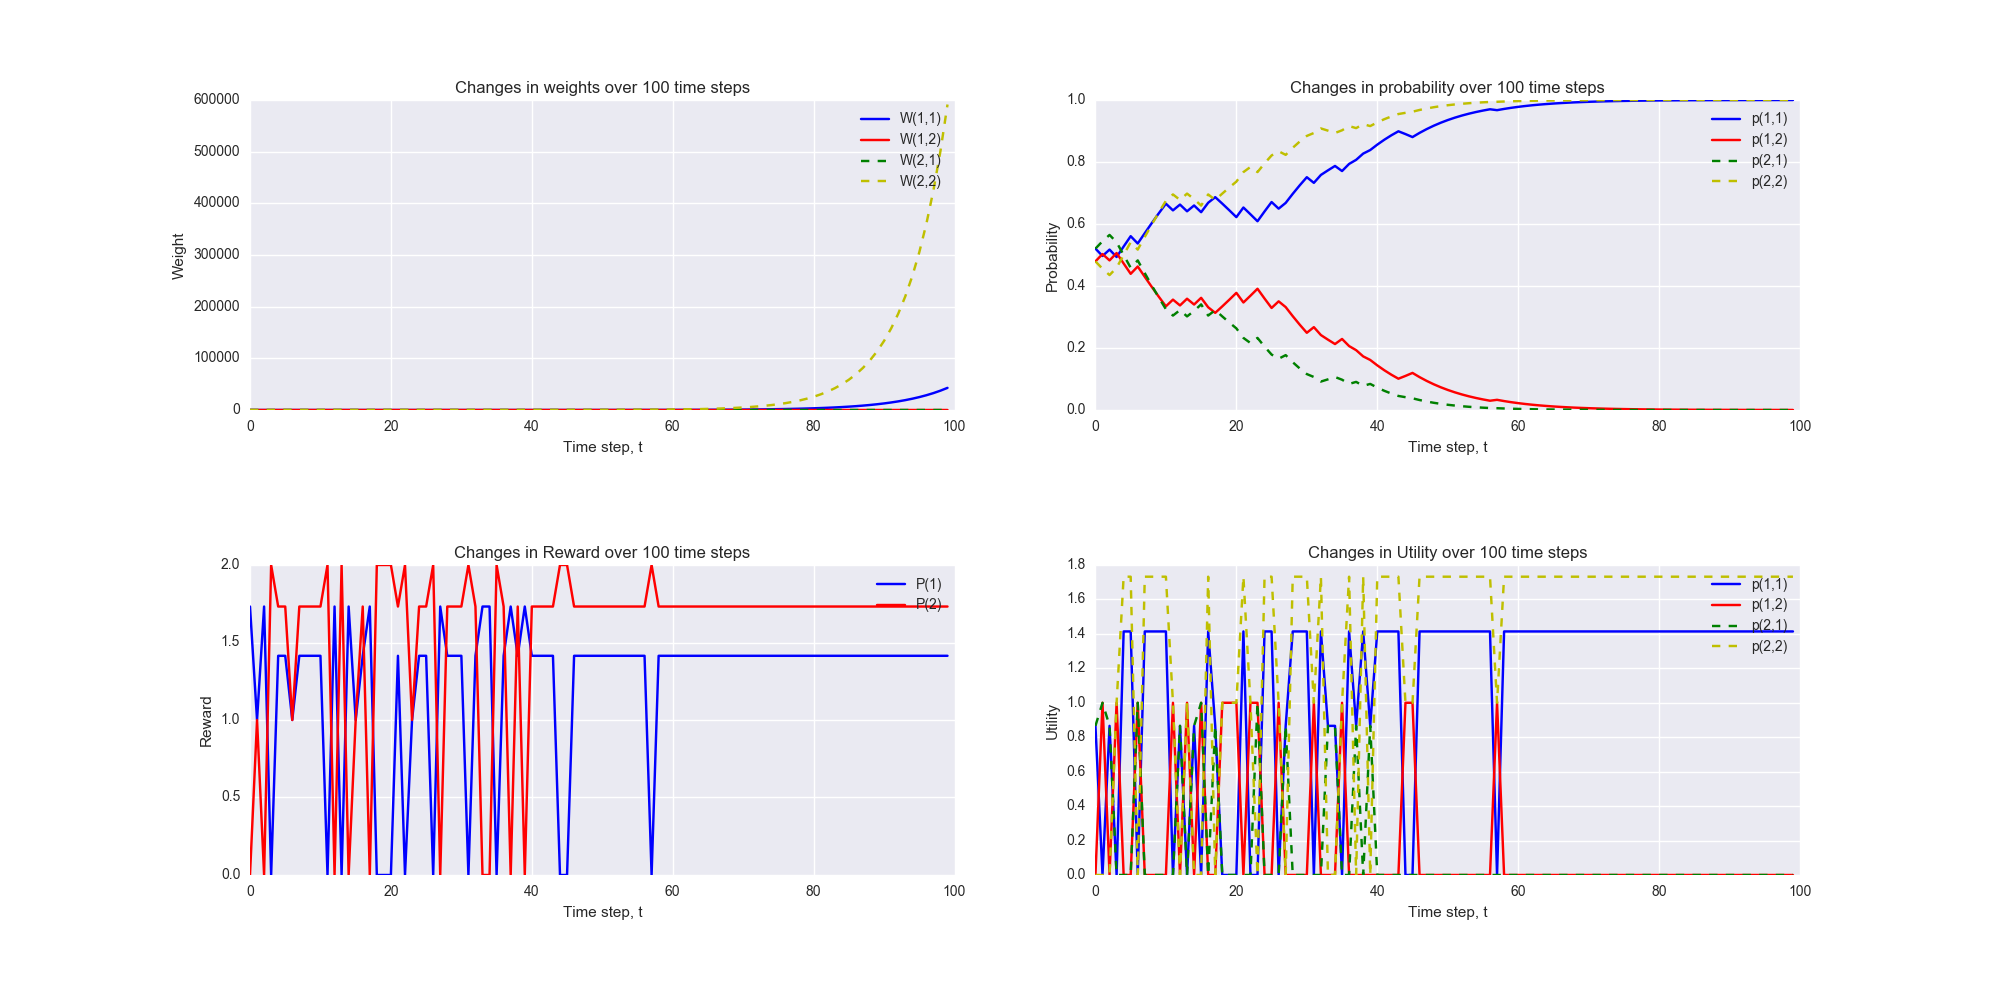 Changes in weights over 100 time steps
600000
500000
400000
300000
200000
100000
0
Weight
W(1,1)
W(1,2)
W(2,1)
W(2,2)
0 20 40 60 80 100
Time step, t
Changes in probability over 100 time steps
1.0
0.8
0.6
0.4
0.2
0.0
Probability
p(1,1)
p(1,2)
p(2,1)
p(2,2)
0 20 40 60 80 100
Time step, t
Changes in Reward over 100 time steps
2.0
1.5
1.0
0.5
0.0
Reward
P(1)
P(2)
0 20 40 60 80 100
Time step, t
Changes in Utility over 100 time steps
1.8
1.6
1.4
1.2
1.0
0.8
0.6
0.4
0.2
0.0
Utility
p(1,1)
p(1,2)
p(2,1)
p(2,2)
0 20 40 60 80 100
Time step, t